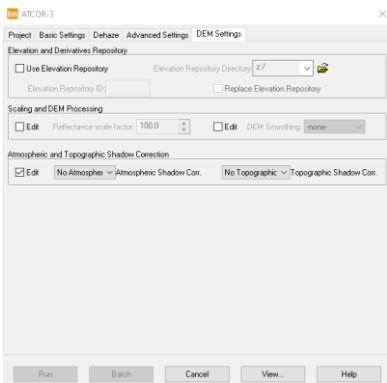 tm ATCOR-3
Project Basic Settings Dehaze Advanced Settings DEM Settings
Elevation and Derivatives Repository
Use Elevation Repository Elevation Repository Directory: z:/
Elevation Repository ID: Replace Elevation Repository
Scaling and DEM Processing
Edit Reflectance scale factor: 100.0 Edit DEM Smoothing: -none-
Atmospheric and Topographic Shadow Correction
Edit No Atmospher Atmospheric Shadow Corr. No Topographic Topographic Shadow Corr.
Run Batch Cancel View... Help